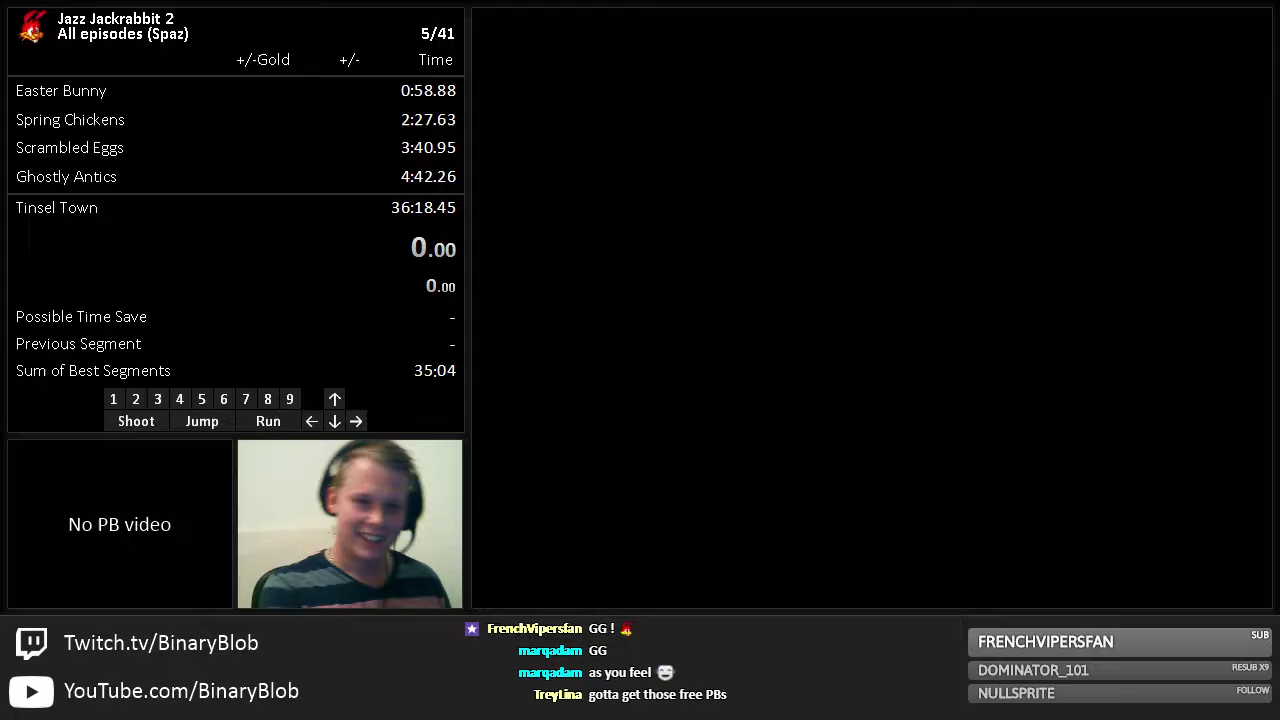 Jazz Jackrabbit 2
All episodes (Spaz)
5/41
+/-Gold +/- Time
Easter Bunny 0:58.88
Spring Chickens 2:27.63
Scrambled Eggs 3:40.95
Ghostly Antics 4:42.26
Tinsel Town 36:18.45
0.00
0.00
Possible Time Save -
Previous Segment -
Sum of Best Segments 35:04
1 2 3 4 5 6 7 8 9 ↑
Shoot Jump Run ← ↓ →
No PB video
Twitch.tv/BinaryBlob
YouTube.com/BinaryBlob
FrenchVipersfan GG !
marqadam GG
marqadam as you feel
TreyLina gotta get those free PBs
FRENCHVIPERSFAN SUB
DOMINATOR_101 RESUB X9
NULLSPRITE FOLLOW